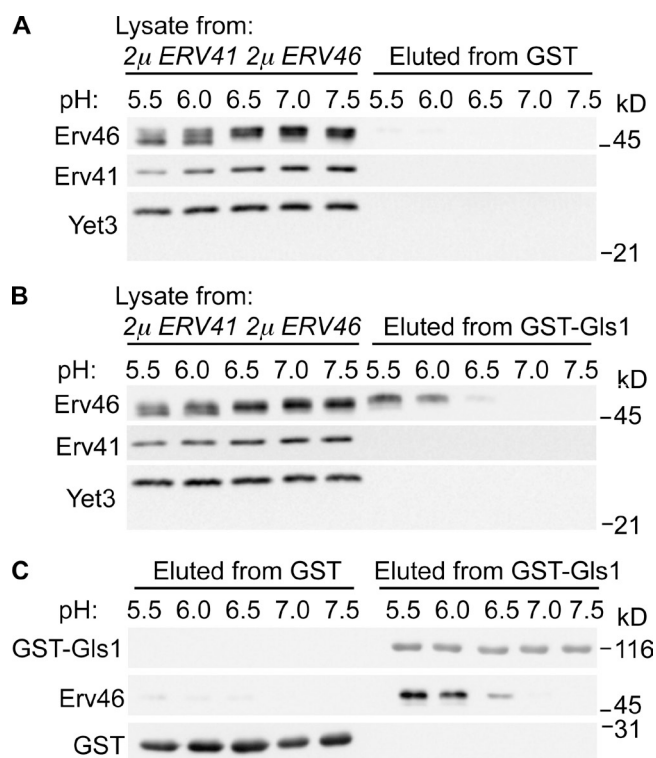 A
Lysate from:
2μ ERV41 2μ ERV46 Eluted from GST
pH: 5.5 6.0 6.5 7.0 7.5 5.5 6.0 6.5 7.0 7.5 kD
Erv46 –45
Erv41
Yet3
–21
B
Lysate from:
2μ ERV41 2μ ERV46 Eluted from GST-Gls1
pH: 5.5 6.0 6.5 7.0 7.5 5.5 6.0 6.5 7.0 7.5 kD
Erv46 –45
Erv41
Yet3
–21
C
Eluted from GST Eluted from GST-Gls1
pH: 5.5 6.0 6.5 7.0 7.5 5.5 6.0 6.5 7.0 7.5 kD
GST-Gls1 –116
Erv46 –45
–31
GST